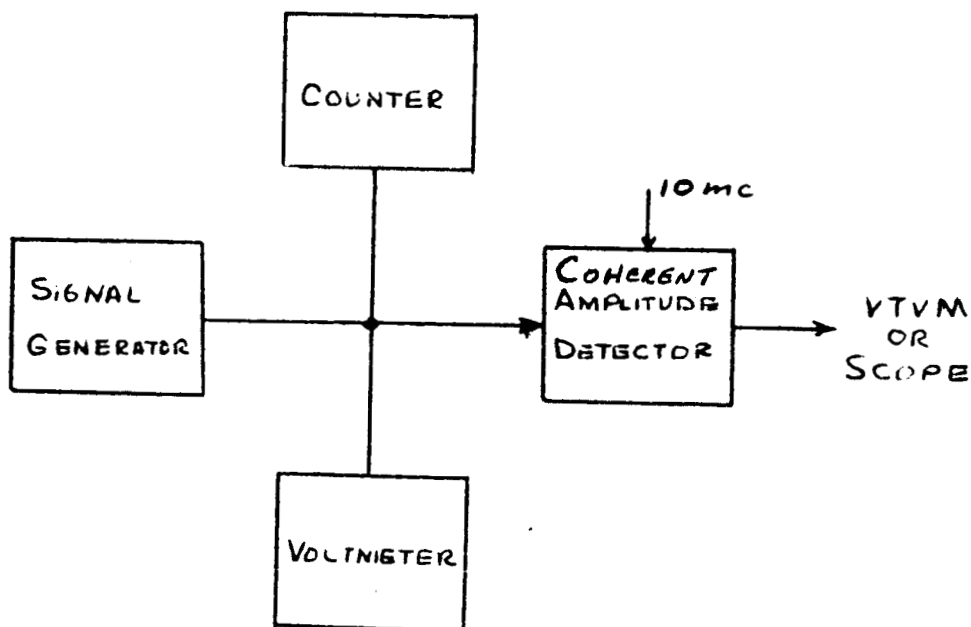 COUNTER
10 mc
SIGNAL
GENERATOR
COHERENT
AMPLITUDE
DETECTOR
VTVM
OR
SCOPE
VOLTMETER